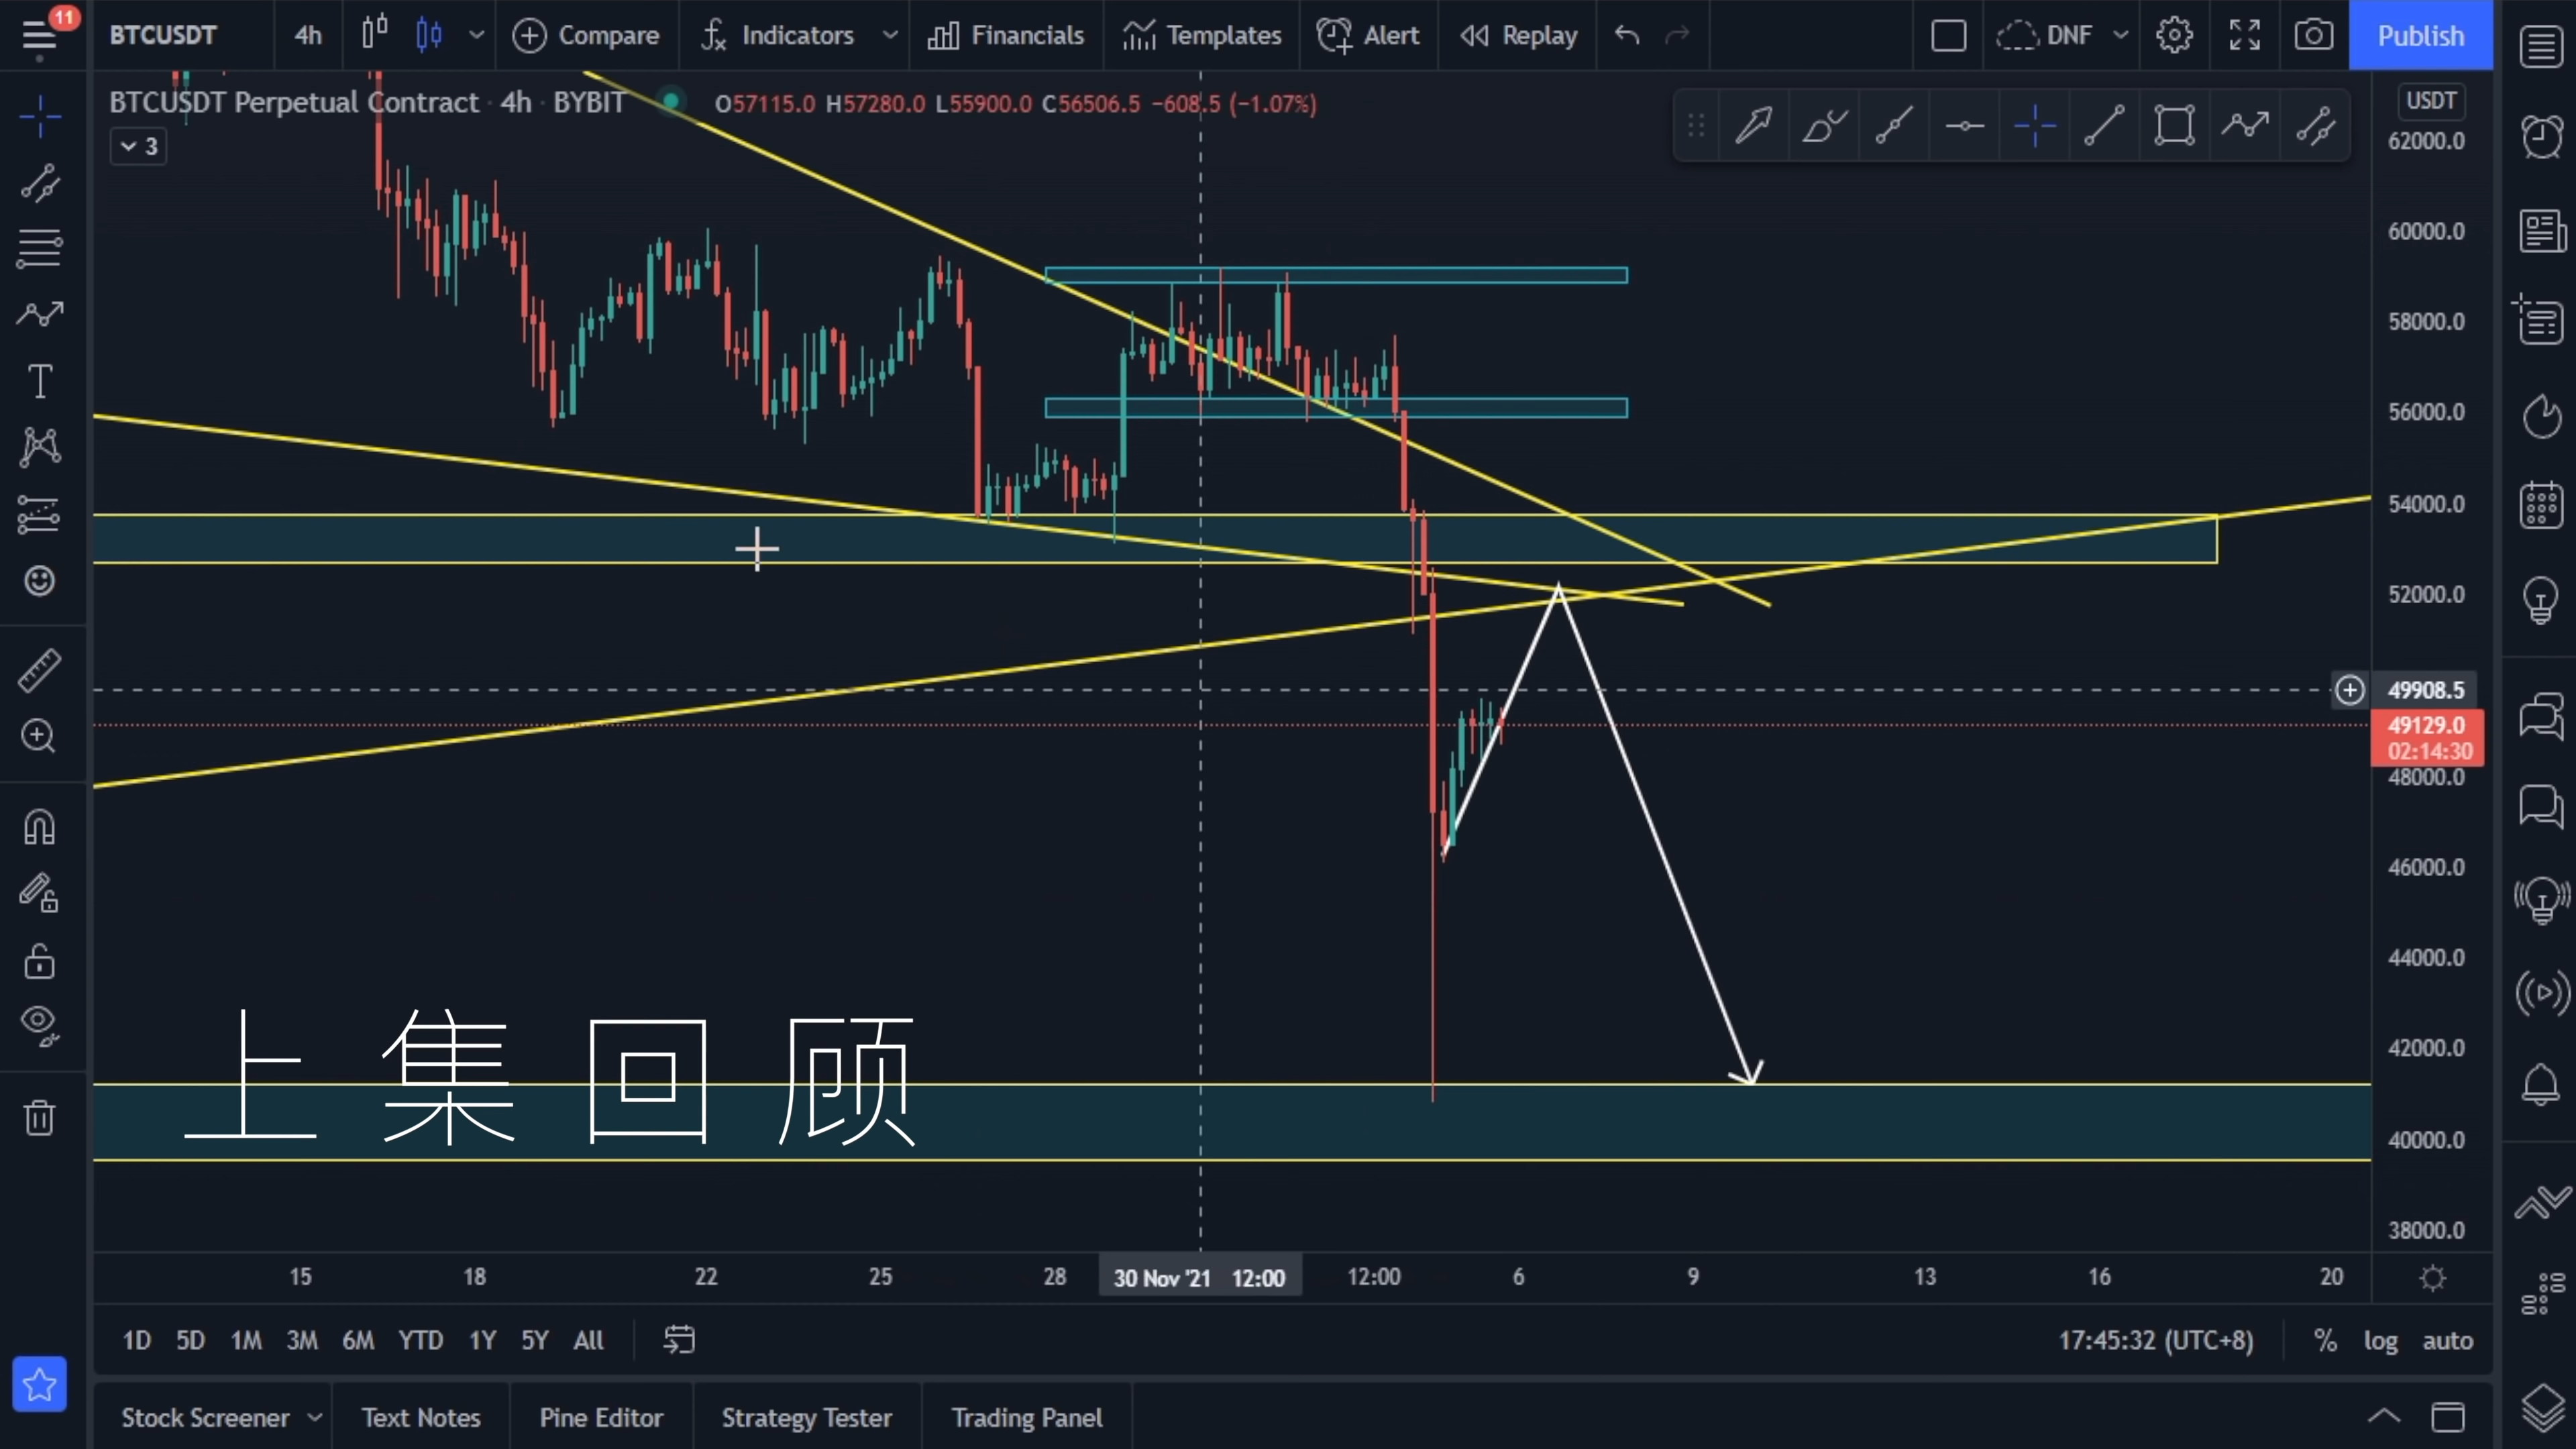 11
BTCUSDT 4h Compare Indicators Financials Templates Alert Replay DNF Publish
BTCUSDT Perpetual Contract · 4h · BYBIT O57115.0 H57280.0 L55900.0 C56506.5 −608.5 (−1.07%)
3
USDT
62000.0
60000.0
58000.0
56000.0
54000.0
52000.0
49908.5
49129.0
02:14:30
48000.0
46000.0
44000.0
42000.0
40000.0
38000.0
上集回顾
15 18 22 25 28 30 Nov '21 12:00 12:00 6 9 13 16 20
1D 5D 1M 3M 6M YTD 1Y 5Y All 17:45:32 (UTC+8) % log auto
Stock Screener Text Notes Pine Editor Strategy Tester Trading Panel